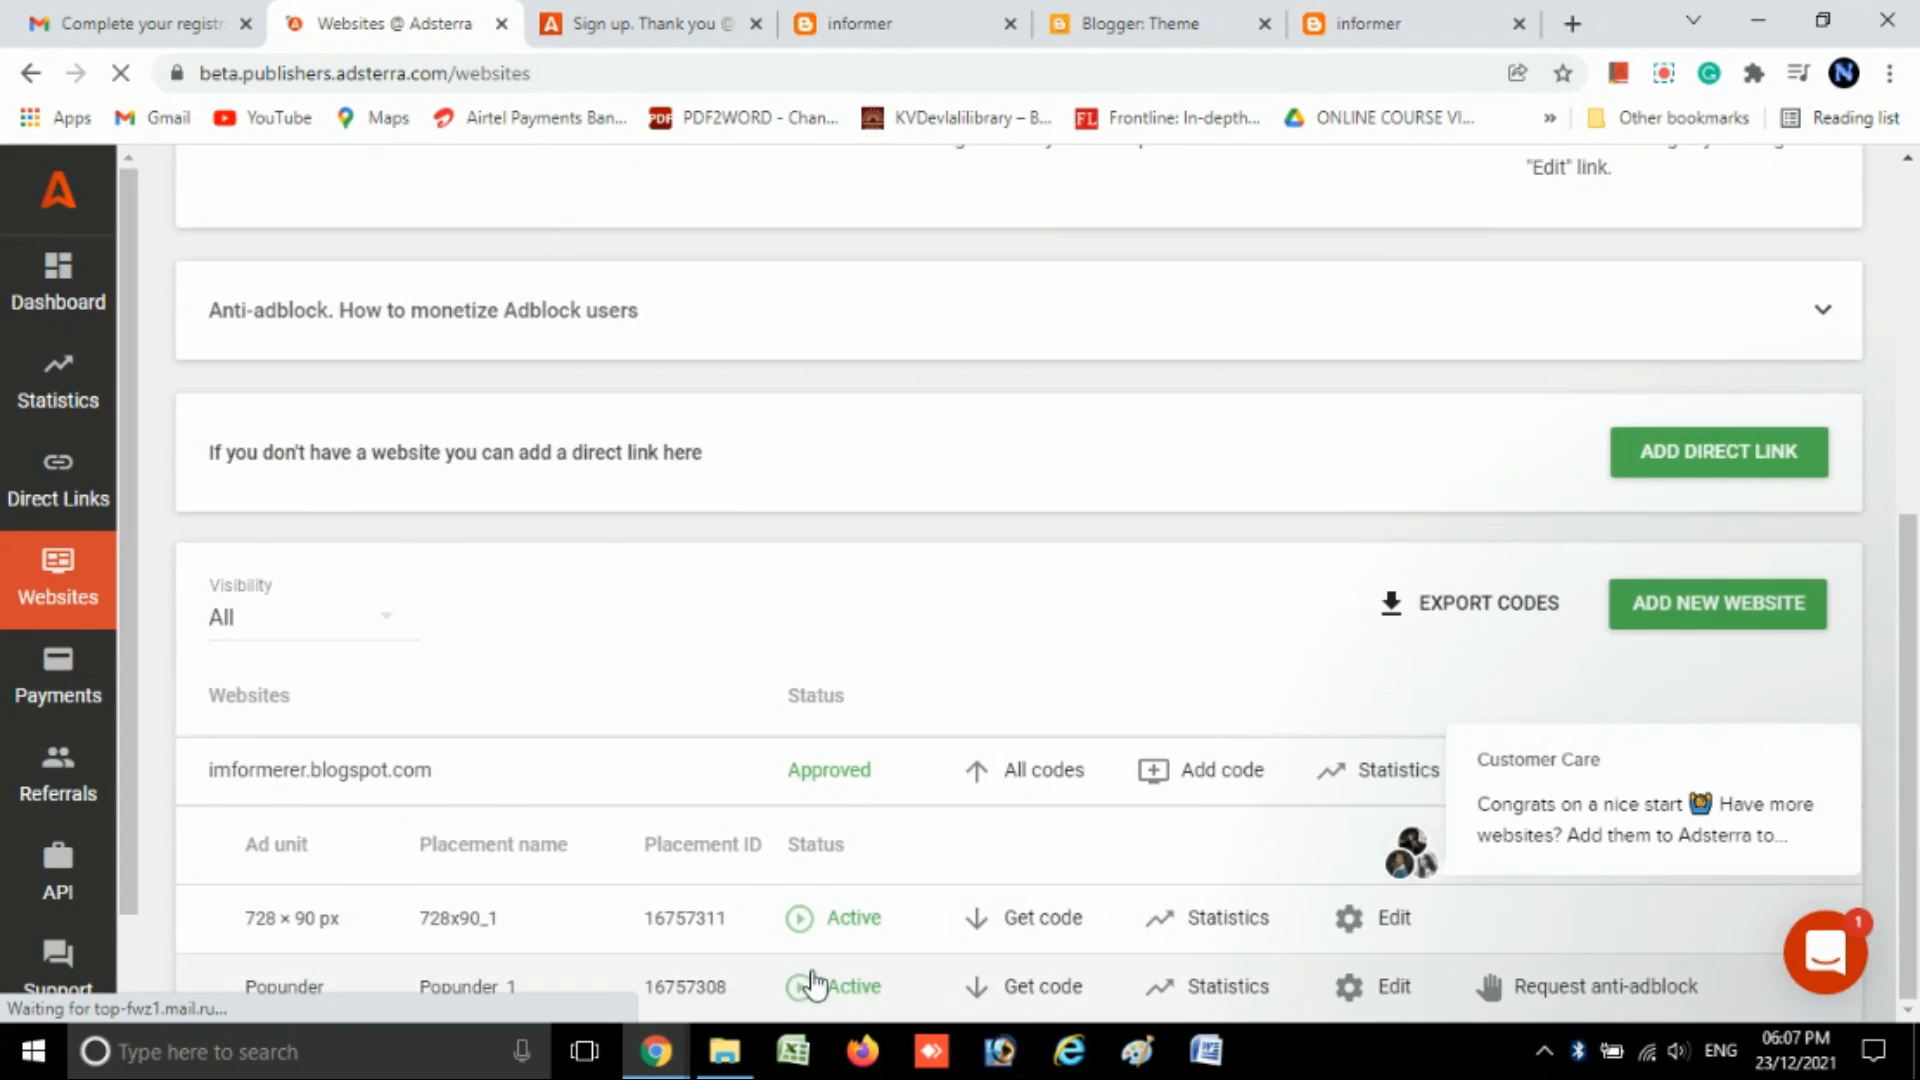 Complete your registr
Websites @ Adsterra
Sign up. Thank you @
informer
Blogger: Theme
informer
beta.publishers.adsterra.com/websites
Apps
Gmail
YouTube
Maps
Airtel Payments Ban...
PDF2WORD - Chan...
KVDevlalilibrary – B...
Frontline: In-depth...
ONLINE COURSE VI...
»
Other bookmarks
Reading list
"Edit" link.
Dashboard
Statistics
Direct Links
Websites
Payments
Referrals
API
Support
Anti-adblock. How to monetize Adblock users
If you don't have a website you can add a direct link here
ADD DIRECT LINK
Visibility
All
EXPORT CODES
ADD NEW WEBSITE
Websites
Status
imformerer.blogspot.com
Approved
All codes
Add code
Statistics
Customer Care
Congrats on a nice start 🙆 Have more
websites? Add them to Adsterra to...
Ad unit
Placement name
Placement ID
Status
728 × 90 px
728x90_1
16757311
Active
Get code
Statistics
Edit
1
Popunder
Popunder_1
16757308
Active
Get code
Statistics
Edit
Request anti-adblock
Waiting for top-fwz1.mail.ru...
Type here to search
ENG
06:07 PM
23/12/2021